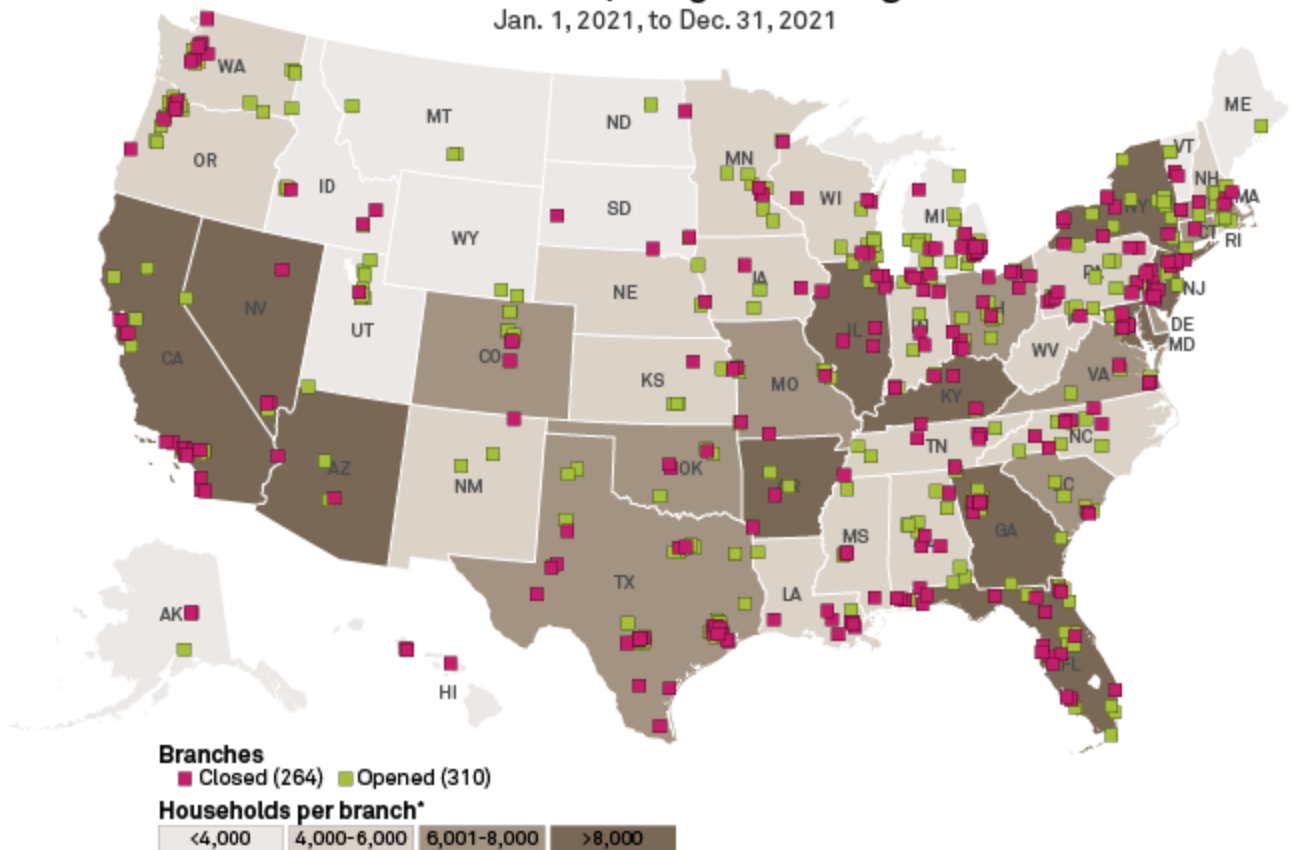 Jan. 1, 2021, to Dec. 31, 2021
WA
MT
ND
MN
ME
VT
OR
ID
SD
WI
MI
NY
NH
MA
CT
RI
WY
IA
PA
NJ
NV
NE
IL
IN
OH
DE
MD
CA
UT
CO
KS
MO
WV
VA
KY
AZ
NM
OK
AR
TN
NC
SC
MS
AL
GA
TX
LA
AK
HI
FL
Branches
Closed (264) Opened (310)
Households per branch*
<4,000 4,000-6,000 6,001-8,000 >8,000